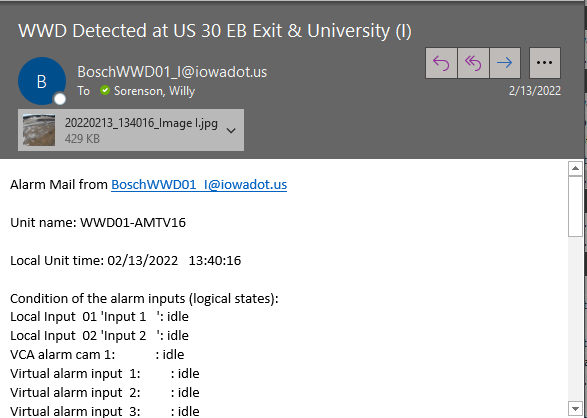 WWD Detected at US 30 EB Exit & University (I)
B
BoschWWD01_I@iowadot.us
To Sorenson, Willy
2/13/2022
20220213_134016_Image I.jpg
429 KB
Alarm Mail from BoschWWD01_I@iowadot.us
Unit name: WWD01-AMTV16
Local Unit time: 02/13/2022 13:40:16
Condition of the alarm inputs (logical states):
Local Input 01 'Input 1 ': idle
Local Input 02 'Input 2 ': idle
VCA alarm cam 1: : idle
Virtual alarm input 1: : idle
Virtual alarm input 2: : idle
Virtual alarm input 3: : idle